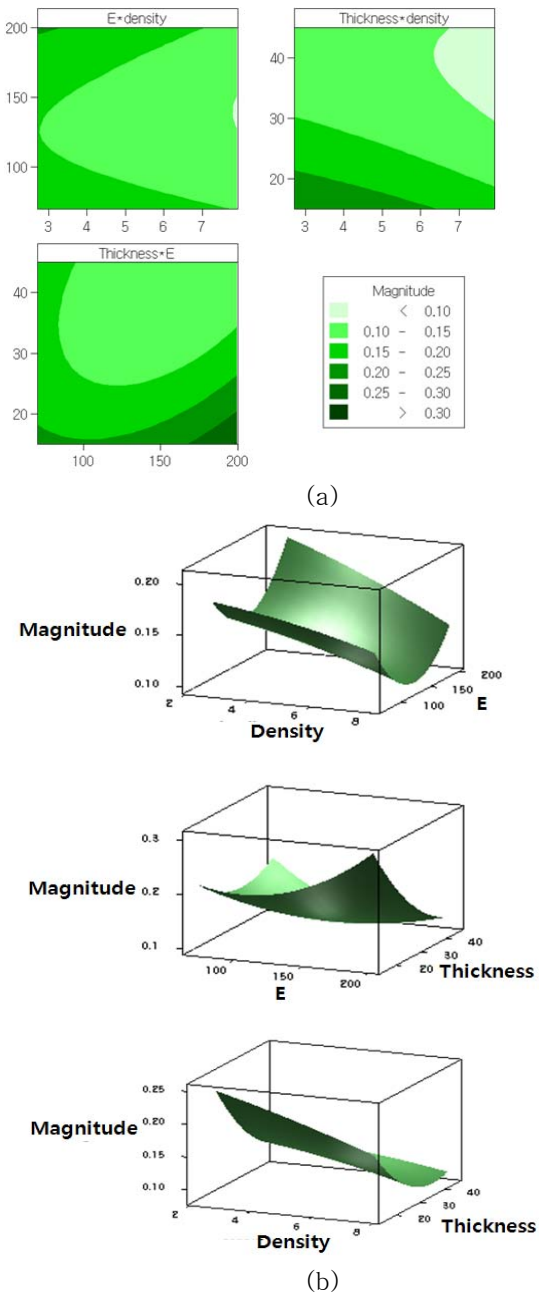 E*density
200
150
100
3 4 5 6 7
Thickness*density
40
30
20
3 4 5 6 7
Thickness*E
40
30
20
100 150 200
Magnitude
< 0.10
0.10 - 0.15
0.15 - 0.20
0.20 - 0.25
0.25 - 0.30
> 0.30
(a)
0.20
Magnitude
0.15
0.10
2 4 6 8
Density
100 150 200
E
0.3
Magnitude
0.2
0.1
100 150 200
E
20 30 40
Thickness
0.25
0.20
Magnitude
0.15
0.10
2 4 6 8
Density
20 30 40
Thickness
(b)